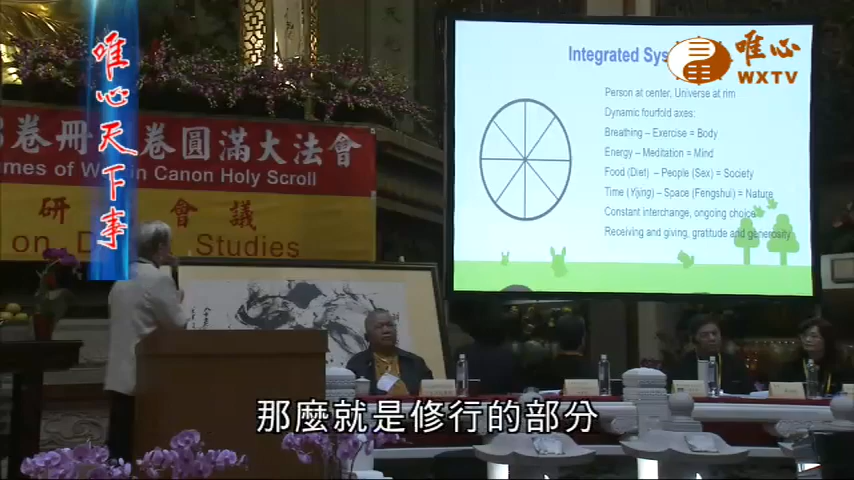 唯心天下事
卷冊
卷圓滿大法會
umes of W
in Canon Holy Scroll
研
會議
on
Studies
Integrated Sys
唯心
WXTV
Person at center, Universe at rim
Dynamic fourfold axes:
Breathing – Exercise = Body
Energy – Meditation = Mind
Food (Diet) – People (Sex) = Society
Time (Yijing) – Space (Fengshui) = Nature
Constant interchange, ongoing choice
Receiving and giving, gratitude and generosity
那麼就是修行的部分